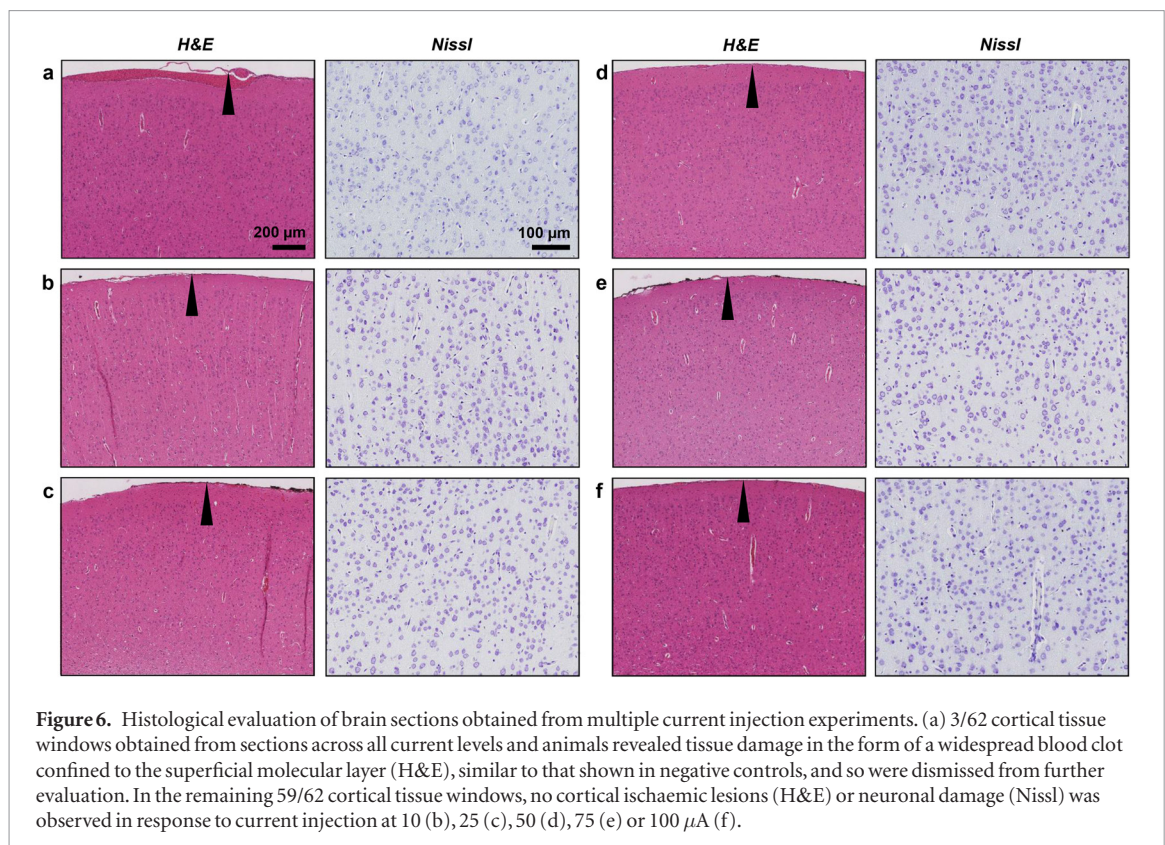 H&E Nissl H&E Nissl
a d
200 µm 100 µm
b e
c f
Figure 6. Histological evaluation of brain sections obtained from multiple current injection experiments. (a) 3/62 cortical tissue
windows obtained from sections across all current levels and animals revealed tissue damage in the form of a widespread blood clot
confined to the superficial molecular layer (H&E), similar to that shown in negative controls, and so were dismissed from further
evaluation. In the remaining 59/62 cortical tissue windows, no cortical ischaemic lesions (H&E) or neuronal damage (Nissl) was
observed in response to current injection at 10 (b), 25 (c), 50 (d), 75 (e) or 100 µA (f).